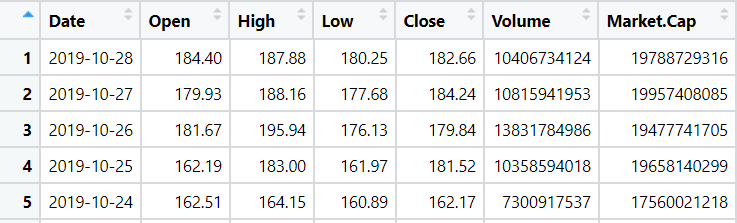 Date Open High Low Close Volume Market.Cap
1 2019-10-28 184.40 187.88 180.25 182.66 10406734124 19788729316
2 2019-10-27 179.93 188.16 177.68 184.24 10815941953 19957408085
3 2019-10-26 181.67 195.94 176.13 179.84 13831784986 19477741705
4 2019-10-25 162.19 183.00 161.97 181.52 10358594018 19658140299
5 2019-10-24 162.51 164.15 160.89 162.17 7300917537 17560021218